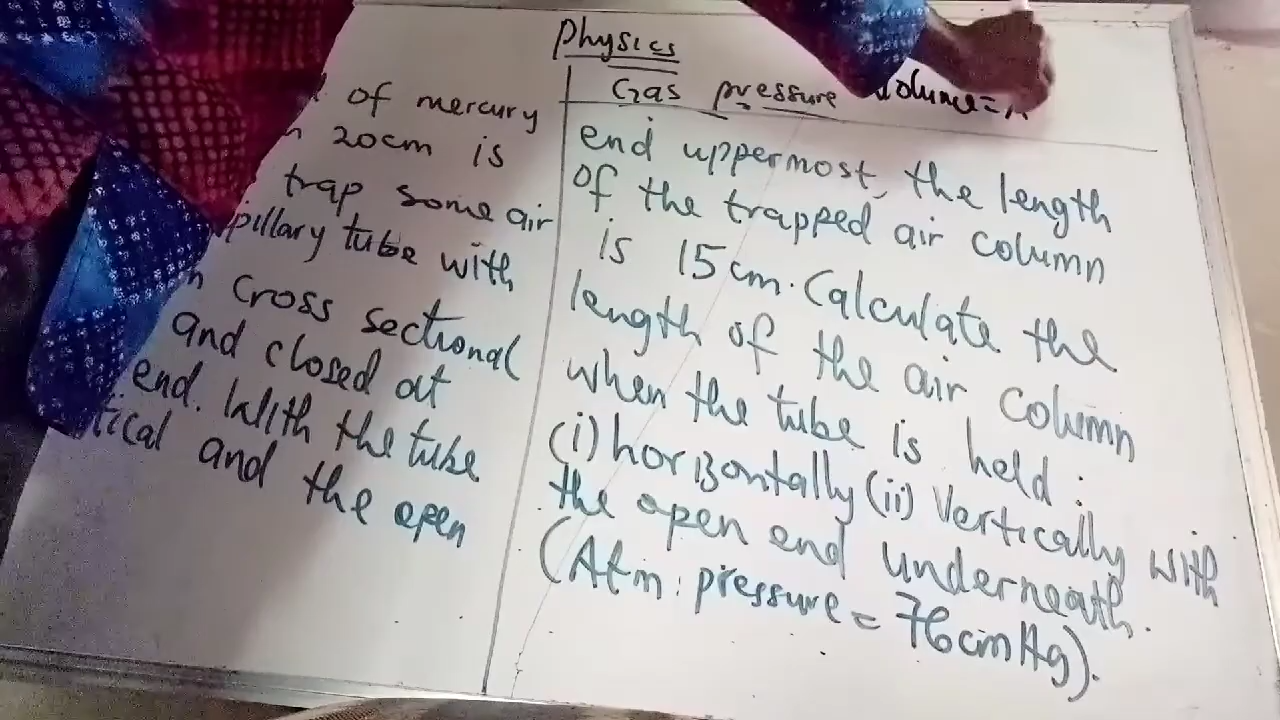 Physics
Gas pressure volume =
of mercury
20cm is
trap some air
pillary tube with
cross sectional
and closed at
end. With the tube
tical and the open
end uppermost, the length
of the trapped air column
is 15cm. Calculate the
length of the air column
when the tube is held:
(i) horizontally (ii) Vertically with
the open end underneath.
(Atm: pressure = 76cmHg).